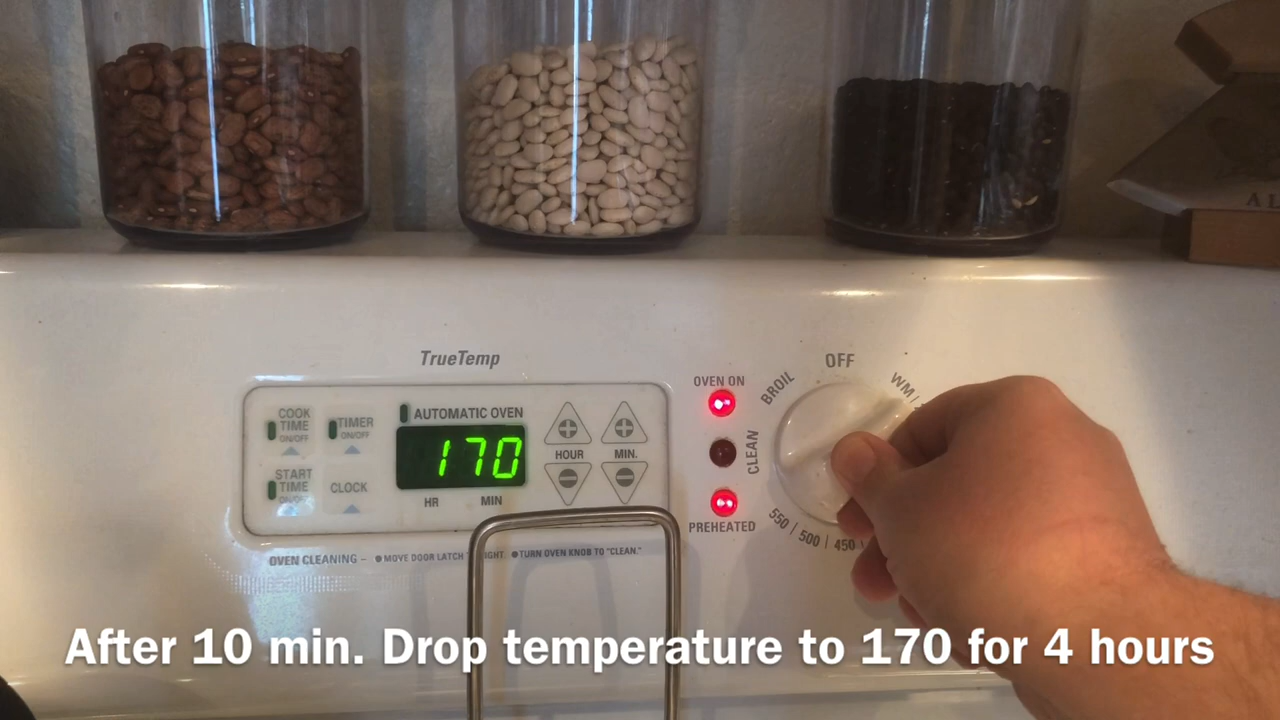 AL
TrueTemp
OFF
OVEN ON
BROIL
WM/
COOK TIME ON/OFF
TIMER ON/OFF
AUTOMATIC OVEN
170
HOUR
MIN.
CLEAN
START TIME
CLOCK
HR MIN
PREHEATED
550 | 500 | 450
OVEN CLEANING – ●MOVE DOOR LATCH RIGHT. ●TURN OVEN KNOB TO "CLEAN."
After 10 min. Drop temperature to 170 for 4 hours